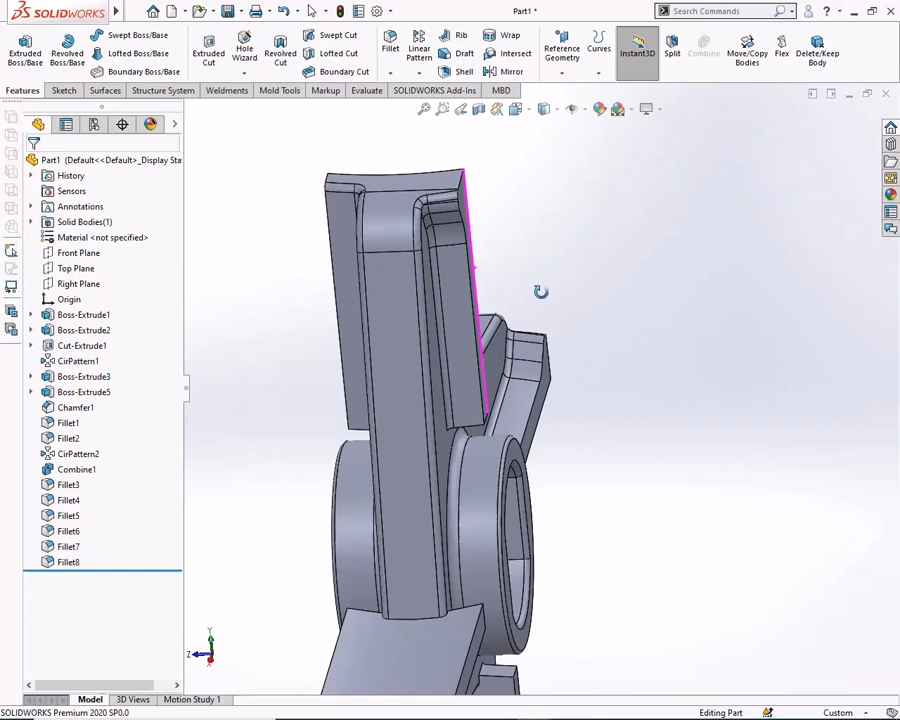 SOLIDWORKS
Part1 *
Search Commands
Extruded Boss/Base
Revolved Boss/Base
Swept Boss/Base
Lofted Boss/Base
Boundary Boss/Base
Extruded Cut
Hole Wizard
Revolved Cut
Swept Cut
Lofted Cut
Boundary Cut
Fillet
Linear Pattern
Rib
Draft
Shell
Wrap
Intersect
Mirror
Reference Geometry
Curves
Instant3D
Split
Combine
Move/Copy Bodies
Flex
Delete/Keep Body
Features
Sketch
Surfaces
Structure System
Weldments
Mold Tools
Markup
Evaluate
SOLIDWORKS Add-Ins
MBD
Part1 (Default<<Default>_Display Sta
History
Sensors
Annotations
Solid Bodies(1)
Material <not specified>
Front Plane
Top Plane
Right Plane
Origin
Boss-Extrude1
Boss-Extrude2
Cut-Extrude1
CirPattern1
Boss-Extrude3
Boss-Extrude5
Chamfer1
Fillet1
Fillet2
CirPattern2
Combine1
Fillet3
Fillet4
Fillet5
Fillet6
Fillet7
Fillet8
Y
Z
Model
3D Views
Motion Study 1
SOLIDWORKS Premium 2020 SP0.0
Editing Part
Custom